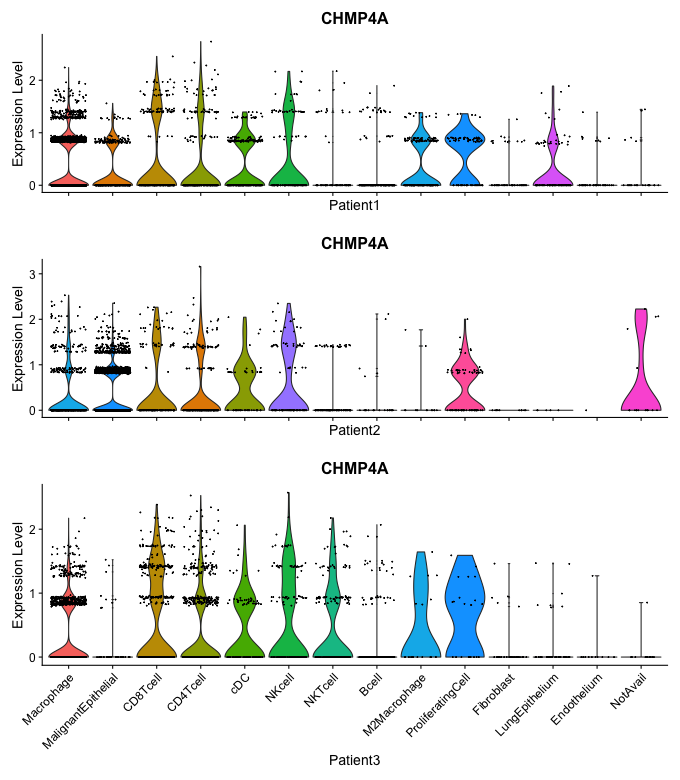 CHMP4A
Expression Level
2
1
0
Patient1
CHMP4A
Expression Level
3
2
1
0
Patient2
CHMP4A
Expression Level
2
1
0
Macrophage
MalignantEpithelial
CD8Tcell
CD4Tcell
cDC
NKcell
NKTcell
Bcell
M2Macrophage
ProliferatingCell
Fibroblast
LungEpithelium
Endothelium
NotAvail
Patient3